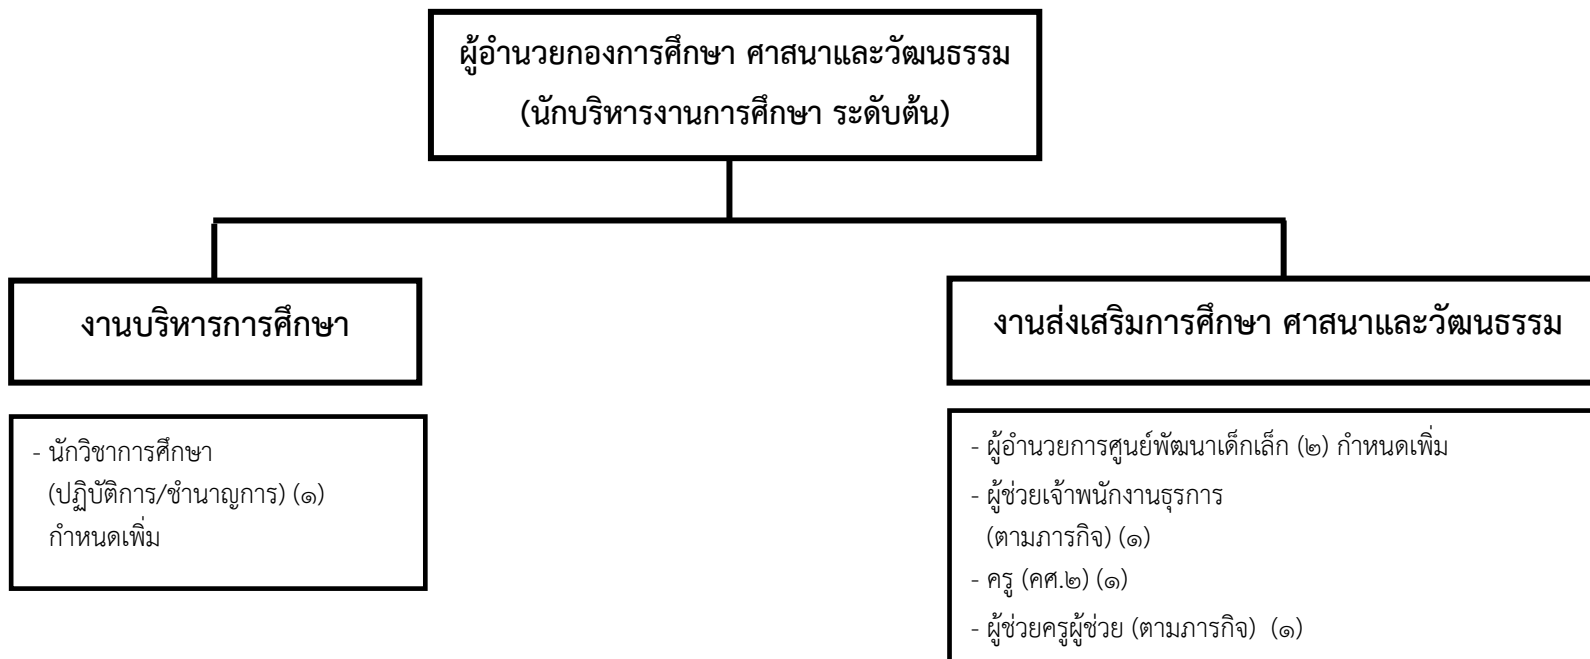 ผู้อำนวยกองการศึกษา ศาสนาและวัฒนธรรม
(นักบริหารงานการศึกษา ระดับต้น)
งานบริหารการศึกษา
งานส่งเสริมการศึกษา ศาสนาและวัฒนธรรม
- นักวิชาการศึกษา
(ปฏิบัติการ/ชำนาญการ) (๑)
กำหนดเพิ่ม
- ผู้อำนวยการศูนย์พัฒนาเด็กเล็ก (๒) กำหนดเพิ่ม
- ผู้ช่วยเจ้าพนักงานธุรการ
(ตามภารกิจ) (๑)
- ครู (คศ.๒) (๑)
- ผู้ช่วยครูผู้ช่วย (ตามภารกิจ) (๑)